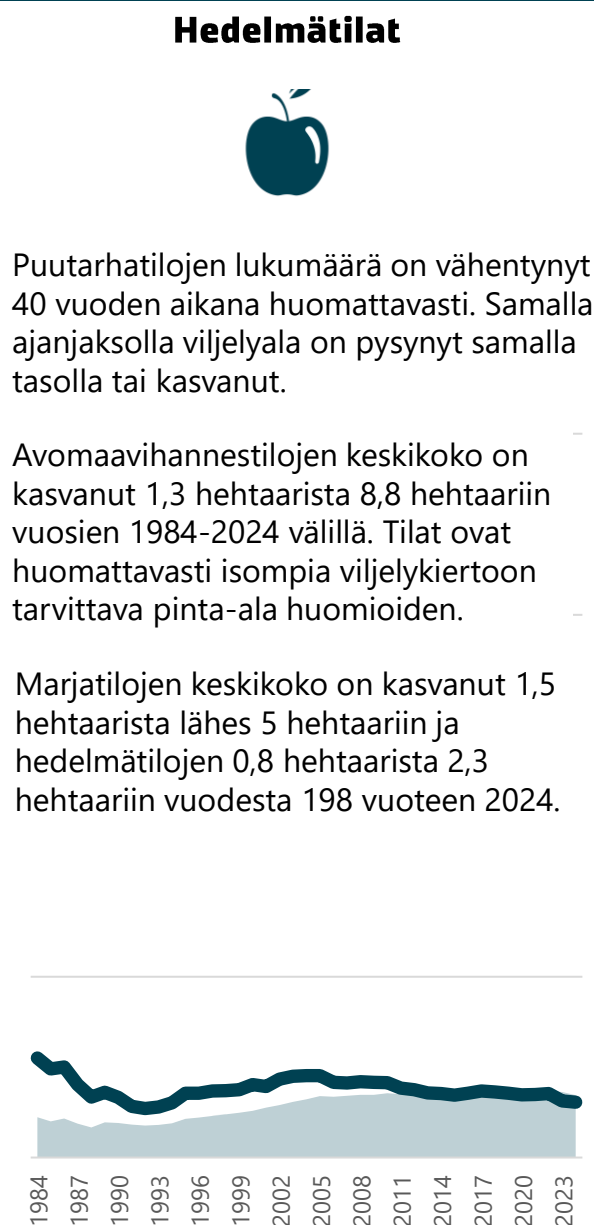 Hedelmätilat
Puutarhatilojen lukumäärä on vähentynyt
40 vuoden aikana huomattavasti. Samalla
ajanjaksolla viljelyala on pysynyt samalla
tasolla tai kasvanut.
Avomaavihannestilojen keskikoko on
kasvanut 1,3 hehtaarista 8,8 hehtaariin
vuosien 1984-2024 välillä. Tilat ovat
huomattavasti isompia viljelykiertoon
tarvittava pinta-ala huomioiden.
Marjatilojen keskikoko on kasvanut 1,5
hehtaarista lähes 5 hehtaariin ja
hedelmätilojen 0,8 hehtaarista 2,3
hehtaariin vuodesta 198 vuoteen 2024.
1984
1987
1990
1993
1996
1999
2002
2005
2008
2011
2014
2017
2020
2023